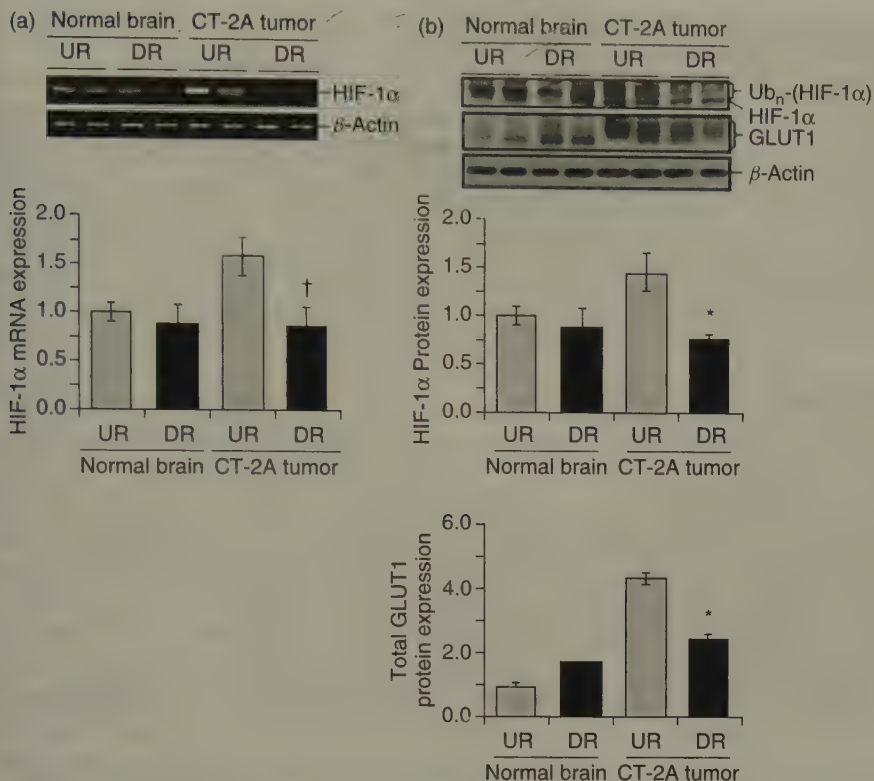 (a)
Normal brain CT-2A tumor
UR DR UR DR
HIF-1α
β-Actin
HIF-1α mRNA expression
2.0
1.5
1.0
0.5
0.0
†
UR DR UR DR
Normal brain CT-2A tumor
(b)
Normal brain CT-2A tumor
UR DR UR DR
Ubn-(HIF-1α)
HIF-1α
GLUT1
β-Actin
HIF-1α Protein expression
2.0
1.5
1.0
0.5
0.0
*
UR DR UR DR
Normal brain CT-2A tumor
Total GLUT1
protein expression
6.0
4.0
2.0
0.0
*
UR DR UR DR
Normal brain CT-2A tumor